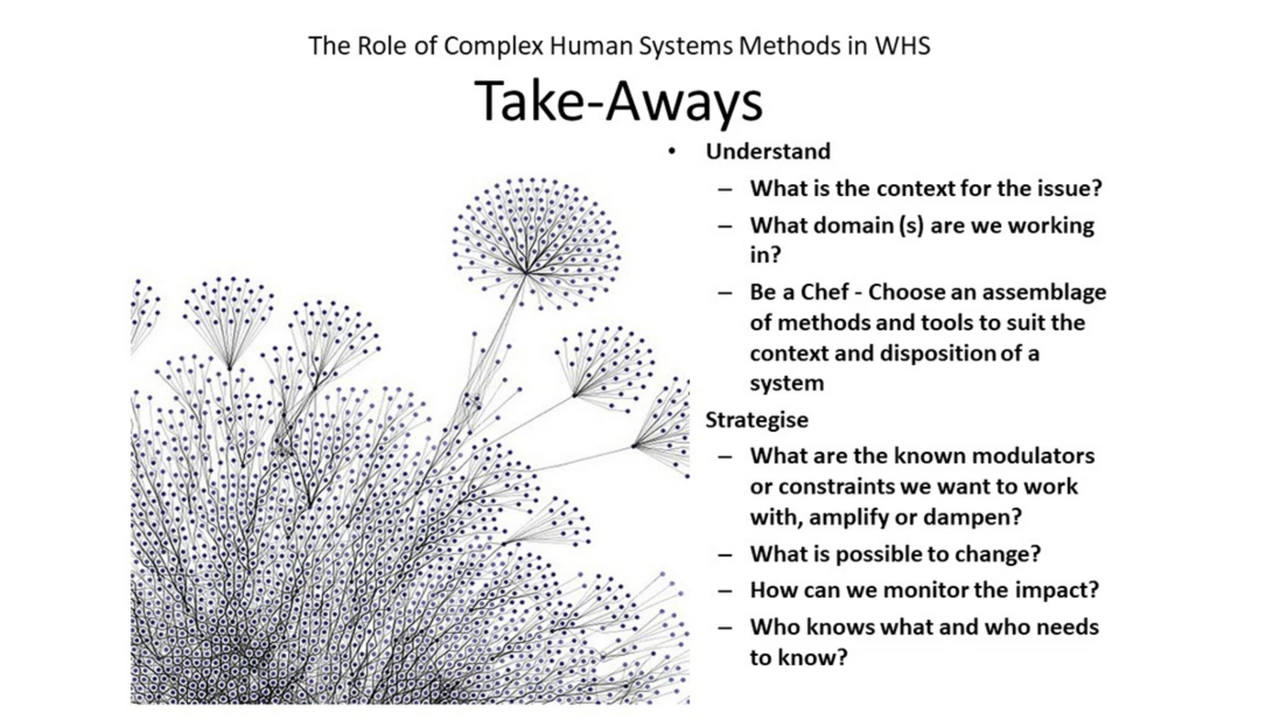 The Role of Complex Human Systems Methods in WHS
Take-Aways
• Understand
– What is the context for the issue?
– What domain (s) are we working
in?
– Be a Chef - Choose an assemblage
of methods and tools to suit the
context and disposition of a
system
Strategise
– What are the known modulators
or constraints we want to work
with, amplify or dampen?
– What is possible to change?
– How can we monitor the impact?
– Who knows what and who needs
to know?